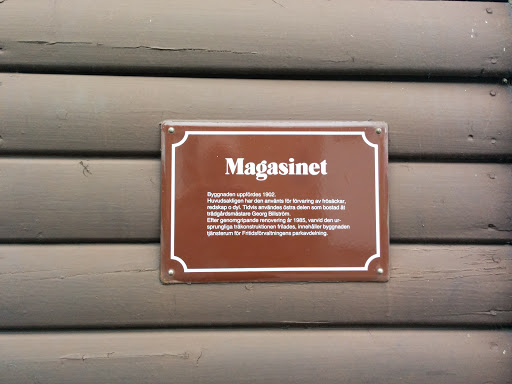 Magasinet
Byggnaden uppfördes 1902.
Huvudsakligen har den använts för förvaring av frösäcker,
redskap o dyl. Tidvis användes östra delen som bostad åt
trädgårdsmästare Georg Billström.
Efter genomgripande renovering år 1985, varvid den ur-
sprungliga träkonstruktionen frilades, innehåller byggnaden
tjänsterum för Fritidsförvaltningens parkavdelning.